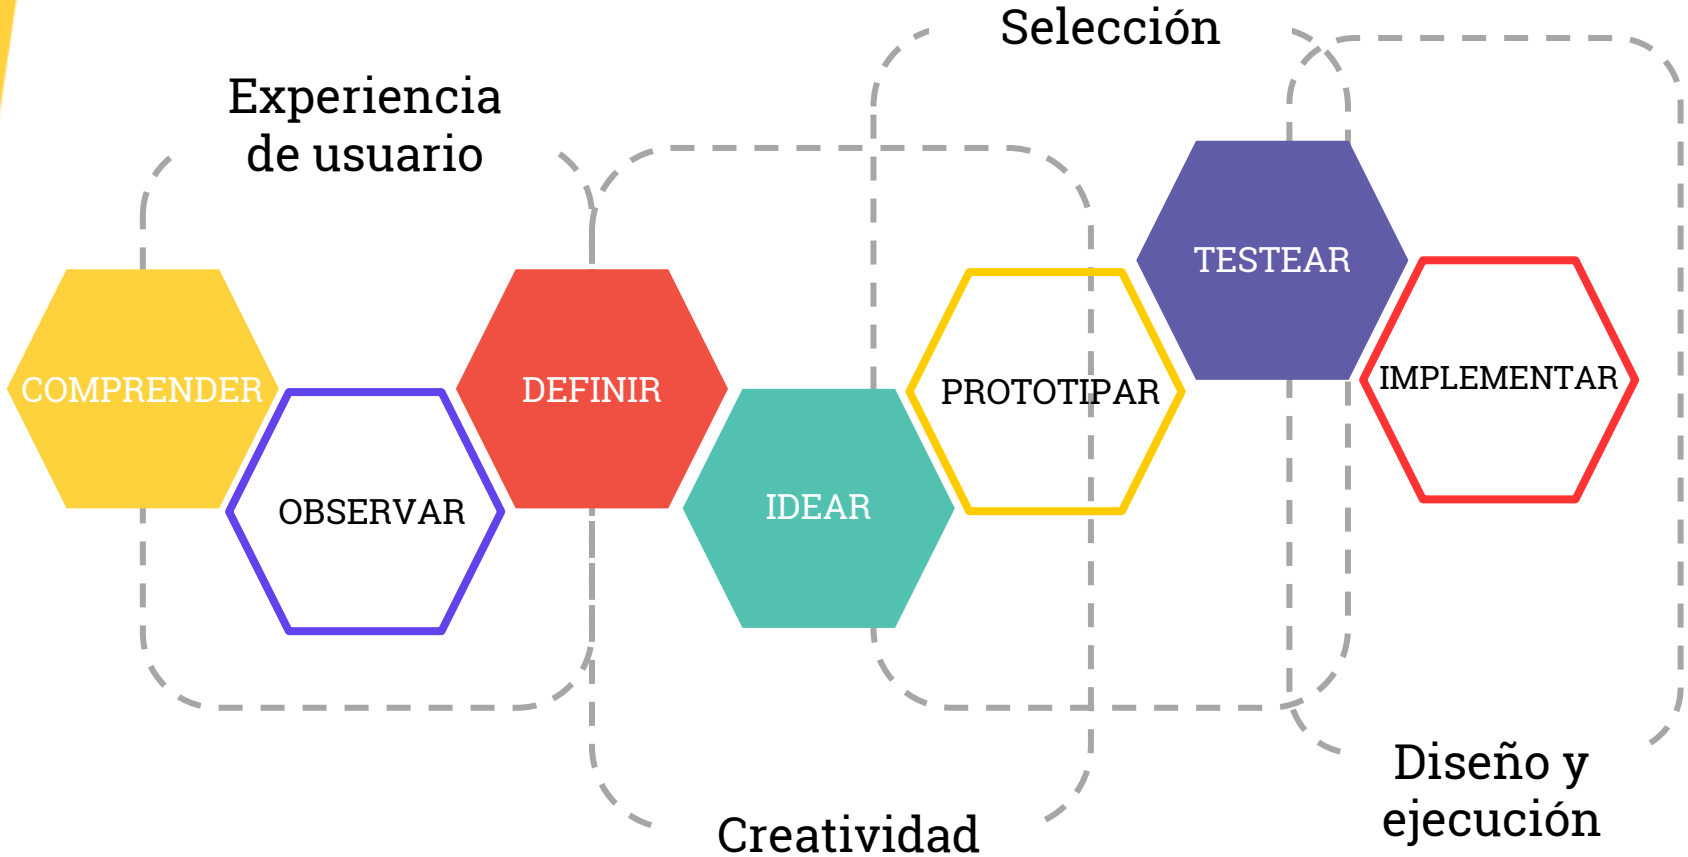 Selección
Experiencia
de usuario
TESTEAR
COMPRENDER
DEFINIR
PROTOTIPAR
IMPLEMENTAR
OBSERVAR
IDEAR
Diseño y
ejecución
Creatividad